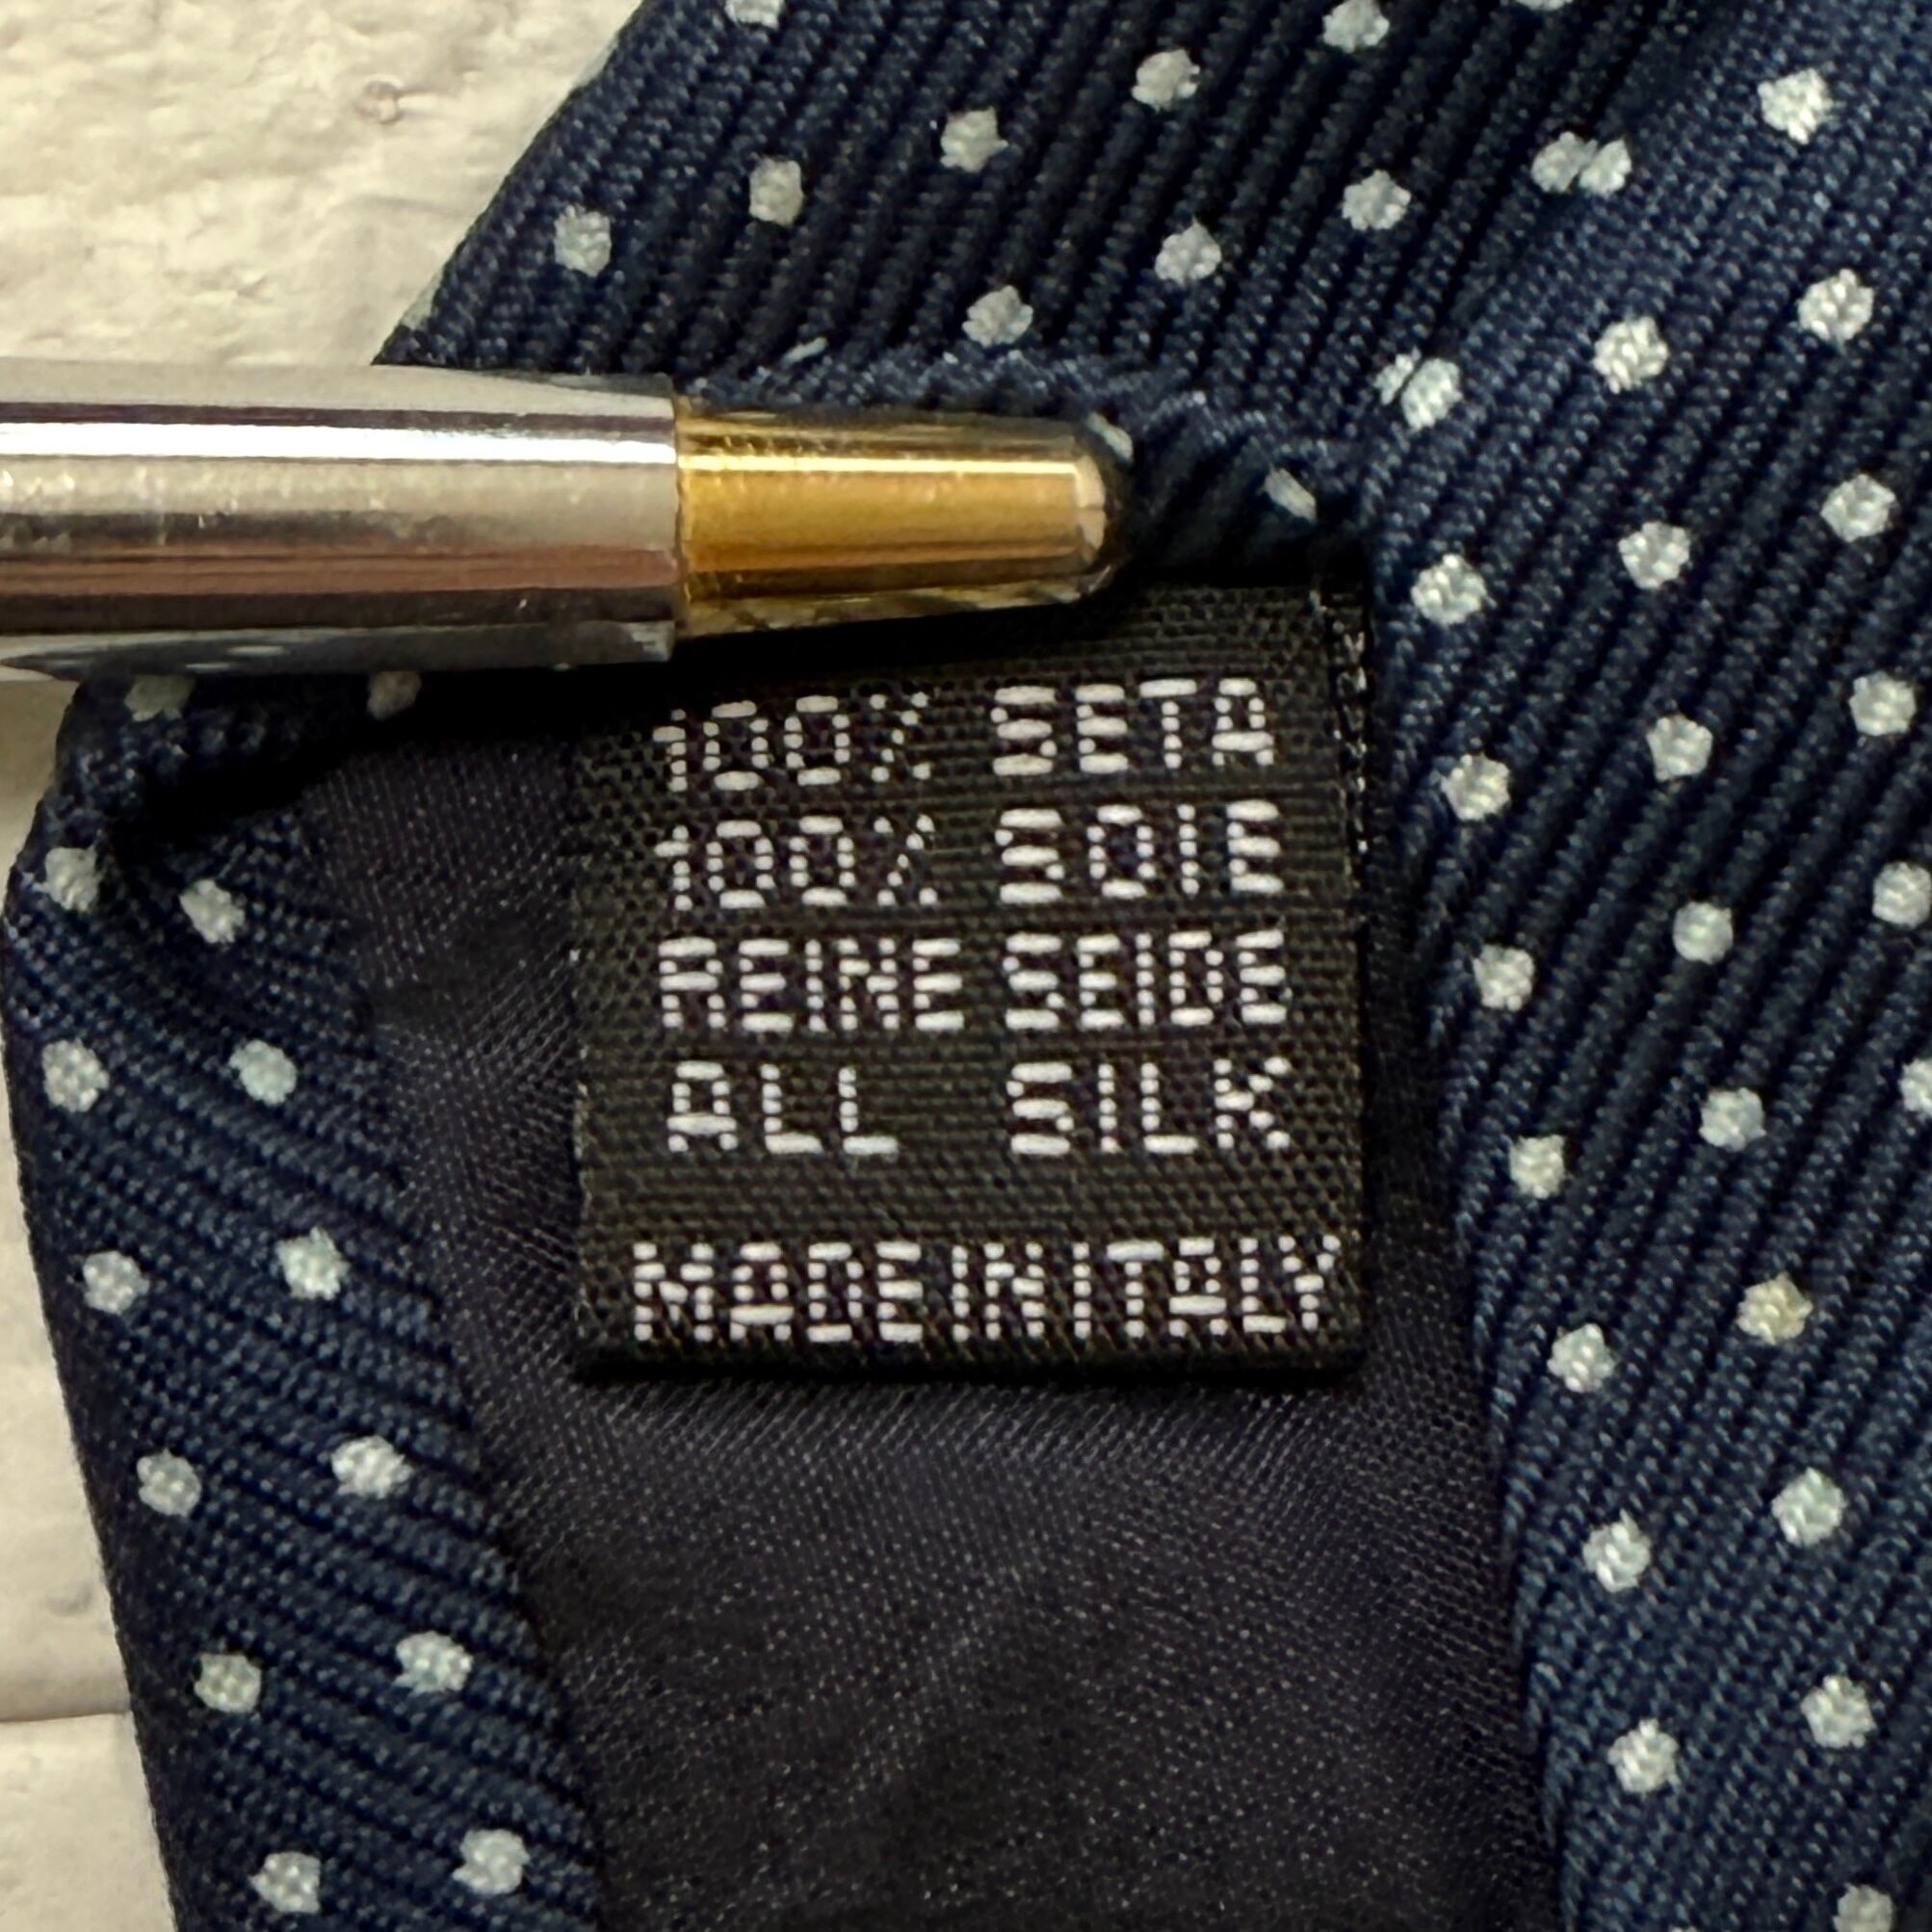 100% SETA
100% SOIE
REINE SEIDE
ALL SILK
MADE IN ITALY